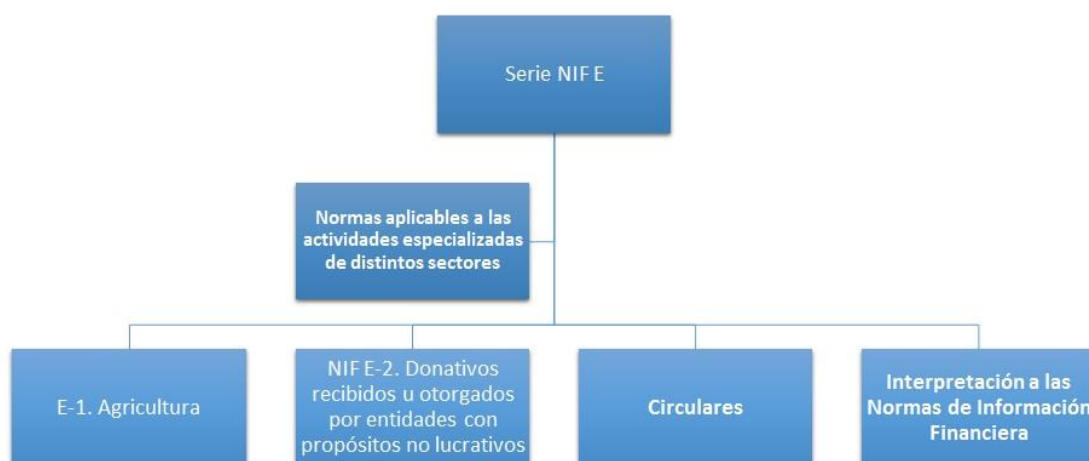 Serie NIF E
Normas aplicables a las
actividades especializadas
de distintos sectores
E-1. Agricultura
NIF E-2. Donativos
recibidos u otorgados
por entidades con
propósitos no lucrativos
Circulares
Interpretación a las
Normas de Información
Financiera